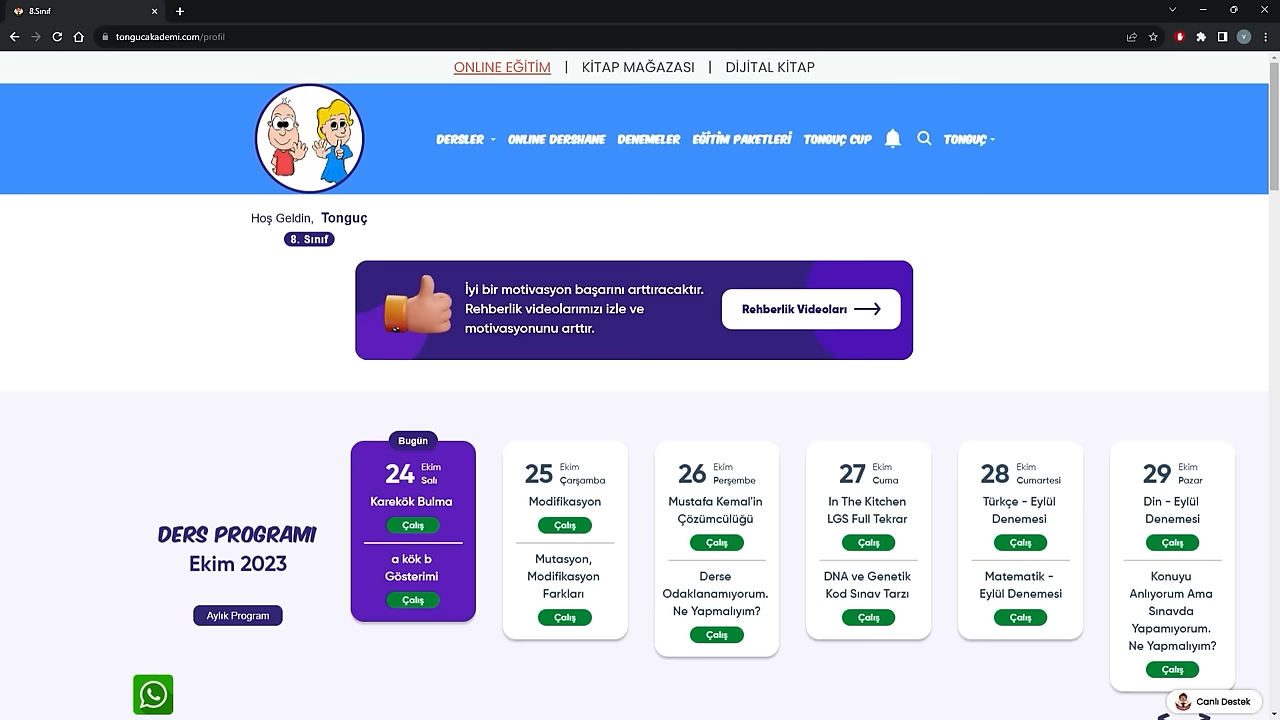 8.Sınıf
tongucakademi.com/profil
ONLINE EĞİTİM | KİTAP MAĞAZASI | DİJİTAL KİTAP
DERSLER ONLINE DERSHANE DENEMELER EĞİTİM PAKETLERİ TONGUÇ CUP TONGUÇ
Hoş Geldin, Tonguç
8. Sınıf
İyi bir motivasyon başarını arttıracaktır.
Rehberlik videolarımızı izle ve
motivasyonunu arttır.
Rehberlik Videoları
DERS PROGRAMI
Ekim 2023
Aylık Program
Bugün
24 Ekim
Salı
Karekök Bulma
Çalış
a kök b
Gösterimi
Çalış
25 Ekim
Çarşamba
Modifikasyon
Çalış
Mutasyon,
Modifikasyon
Farkları
Çalış
26 Ekim
Perşembe
Mustafa Kemal'in
Çözümcülüğü
Çalış
Derse
Odaklanamıyorum.
Ne Yapmalıyım?
Çalış
27 Ekim
Cuma
In The Kitchen
LGS Full Tekrar
Çalış
DNA ve Genetik
Kod Sınav Tarzı
Çalış
28 Ekim
Cumartesi
Türkçe - Eylül
Denemesi
Çalış
Matematik -
Eylül Denemesi
Çalış
29 Ekim
Pazar
Din - Eylül
Denemesi
Çalış
Konuyu
Anlıyorum Ama
Sınavda
Yapamıyorum.
Ne Yapmalıyım?
Çalış
Canlı Destek